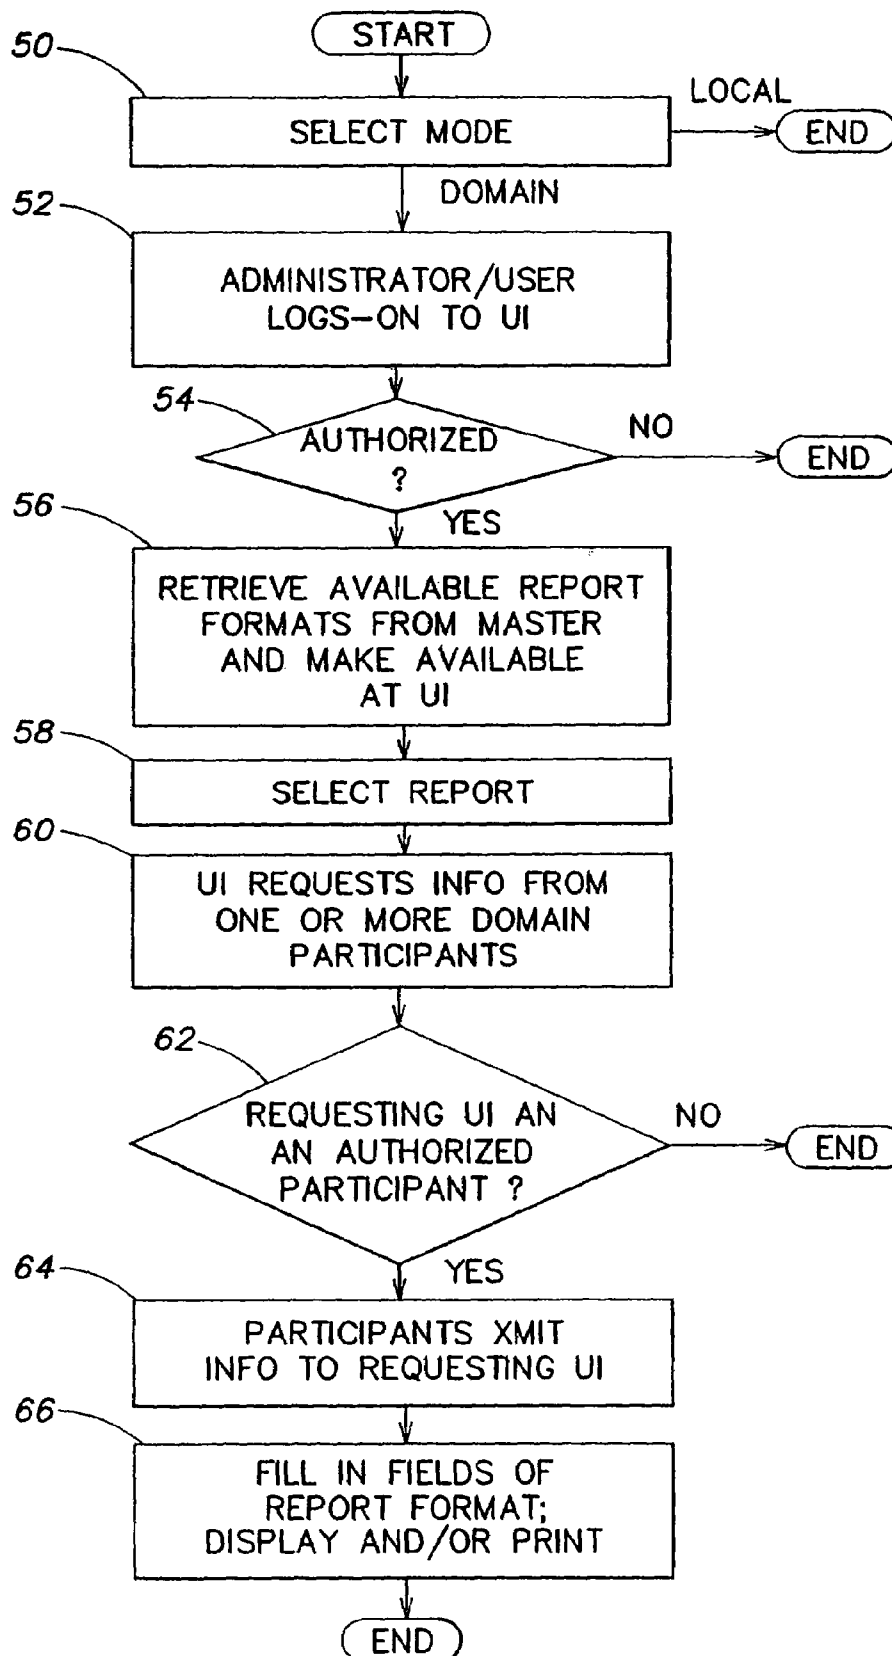 START
50
SELECT MODE
LOCAL
END
DOMAIN
52
ADMINISTRATOR/USER
LOGS-ON TO UI
54
AUTHORIZED
?
NO
END
YES
56
RETRIEVE AVAILABLE REPORT
FORMATS FROM MASTER
AND MAKE AVAILABLE
AT UI
58
SELECT REPORT
60
UI REQUESTS INFO FROM
ONE OR MORE DOMAIN
PARTICIPANTS
62
REQUESTING UI AN
AN AUTHORIZED
PARTICIPANT ?
NO
END
YES
64
PARTICIPANTS XMIT
INFO TO REQUESTING UI
66
FILL IN FIELDS OF
REPORT FORMAT;
DISPLAY AND/OR PRINT
END